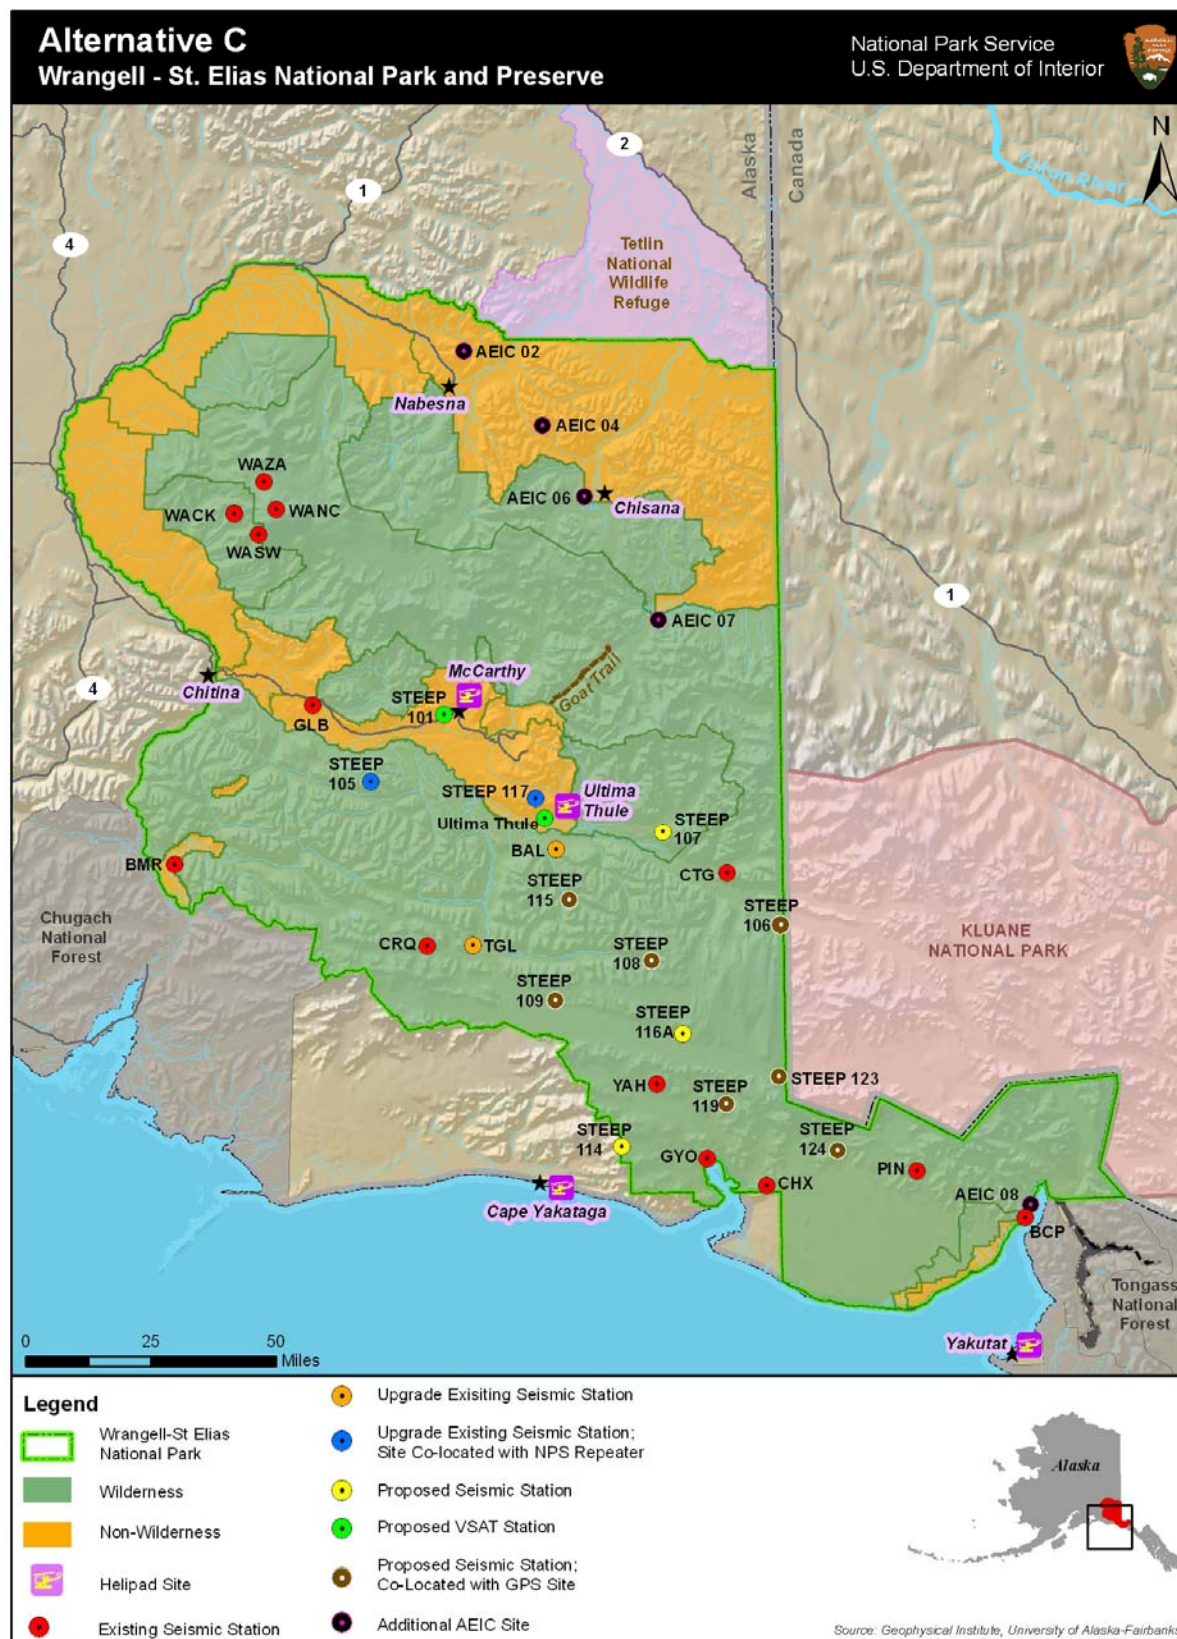 Alternative C
Wrangell - St. Elias National Park and Preserve
National Park Service
U.S. Department of Interior
N
2
1
4
Alaska
Canada
Yukon River
Tetlin
National
Wildlife
Refuge
AEIC 02
Nabesna
AEIC 04
WAZA
AEIC 06
Chisana
WACK
WANC
WASW
1
AEIC 07
Goat Trail
McCarthy
Chitina
4
STEEP
101
GLB
STEEP
105
STEEP 117
Ultima
Thule
Ultima Thule
STEEP
107
BAL
BMR
CTG
STEEP
115
STEEP
106
Chugach
National
Forest
KLUANE
NATIONAL PARK
CRQ
TGL
STEEP
108
STEEP
109
STEEP
116A
YAH
STEEP
119
STEEP 123
STEEP
114
STEEP
124
GYO
PIN
CHX
Cape Yakataga
AEIC 08
BCP
Tongass
National
Forest
Yakutat
0 25 50
Miles
Legend
Wrangell-St Elias
National Park
Wilderness
Non-Wilderness
Helipad Site
Existing Seismic Station
Upgrade Exisiting Seismic Station
Upgrade Existing Seismic Station;
Site Co-located with NPS Repeater
Proposed Seismic Station
Proposed VSAT Station
Proposed Seismic Station;
Co-Located with GPS Site
Additional AEIC Site
Alaska
Source: Geophysical Institute, University of Alaska-Fairbanks